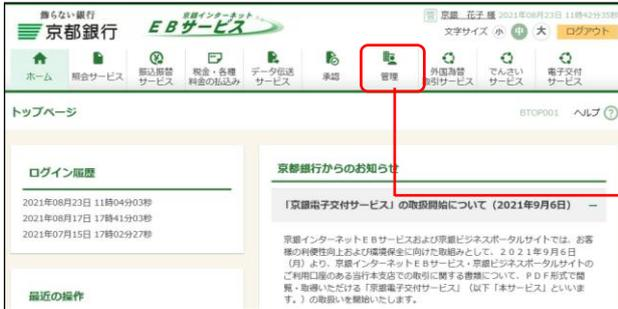 飾らない銀行
京都銀行
京銀インターネット
EBサービス
管 京銀 花子 様 2021年08月23日 11時42分35秒
文字サイズ 小 中 大 ログアウト
ホーム
照会サービス
振込振替
サービス
税金・各種
料金の払込み
データ伝送
サービス
承認
管理
外国為替
取引サービス
でんさい
サービス
電子交付
サービス
トップページ
BTOP001 ヘルプ ?
ログイン履歴
2021年08月23日 11時04分03秒
2021年08月17日 17時41分03秒
2021年07月15日 17時02分27秒
最近の操作
京都銀行からのお知らせ
「京銀電子交付サービス」の取扱開始について(2021年9月6日) −
京銀インターネットEBサービスおよび京銀ビジネスポータルサイトでは、お客
様の利便性向上および環境保全に向けた取組みとして、2021年9月6日
(月)より、京銀インターネットEBサービス・京銀ビジネスポータルサイトの
ご利用口座のある当行本支店での取引に関する書類について、PDF形式で閲
覧・取得いただける「京銀電子交付サービス」(以下「本サービス」といいま
す。)の取扱いを開始いたします。